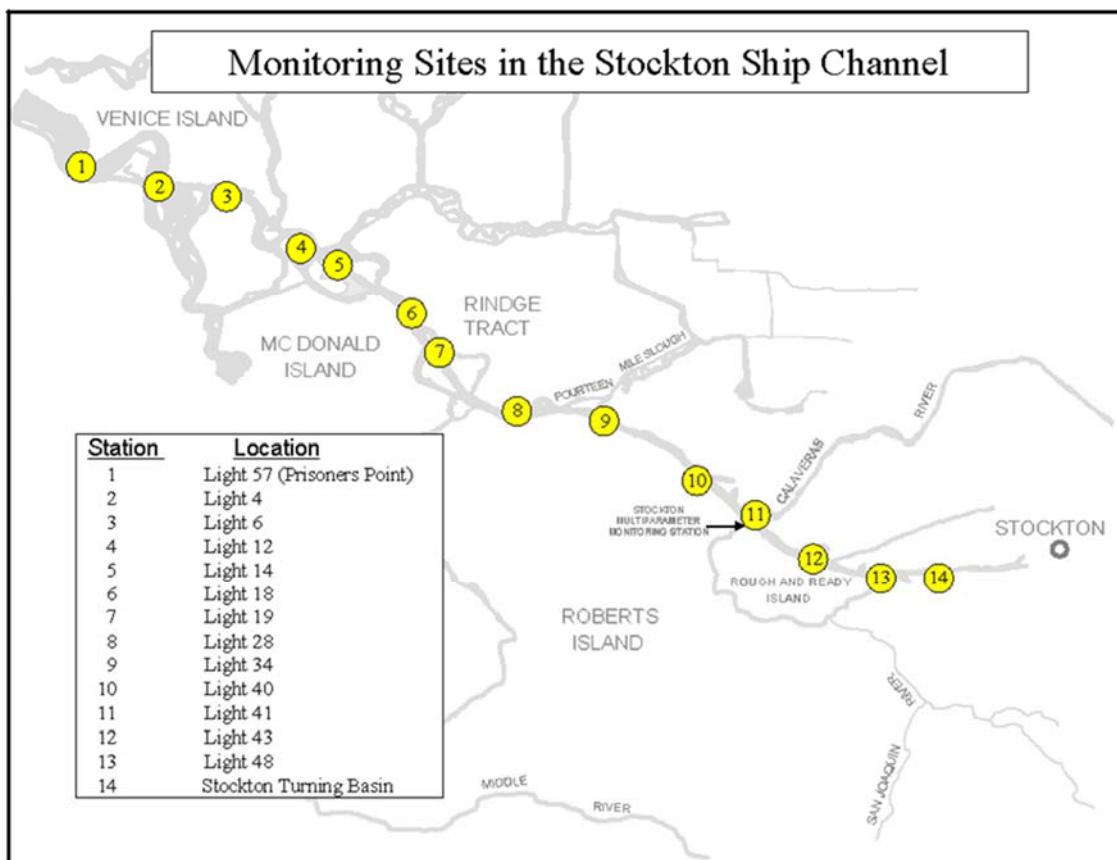 Monitoring Sites in the Stockton Ship Channel
VENICE ISLAND
1
2
3
4
5
6
RINDGE
TRACT
7
MC DONALD
ISLAND
FOURTEEN MILE SLOUGH
8
9
10
11
CALAVERAS RIVER
STOCKTON
MULTIPARAMETER
MONITORING STATION
STOCKTON
12
13
14
ROUGH AND READY
ISLAND
ROBERTS
ISLAND
RIVER
SAN JOAQUIN
MIDDLE
RIVER
Station Location
1 Light 57 (Prisoners Point)
2 Light 4
3 Light 6
4 Light 12
5 Light 14
6 Light 18
7 Light 19
8 Light 28
9 Light 34
10 Light 40
11 Light 41
12 Light 43
13 Light 48
14 Stockton Turning Basin